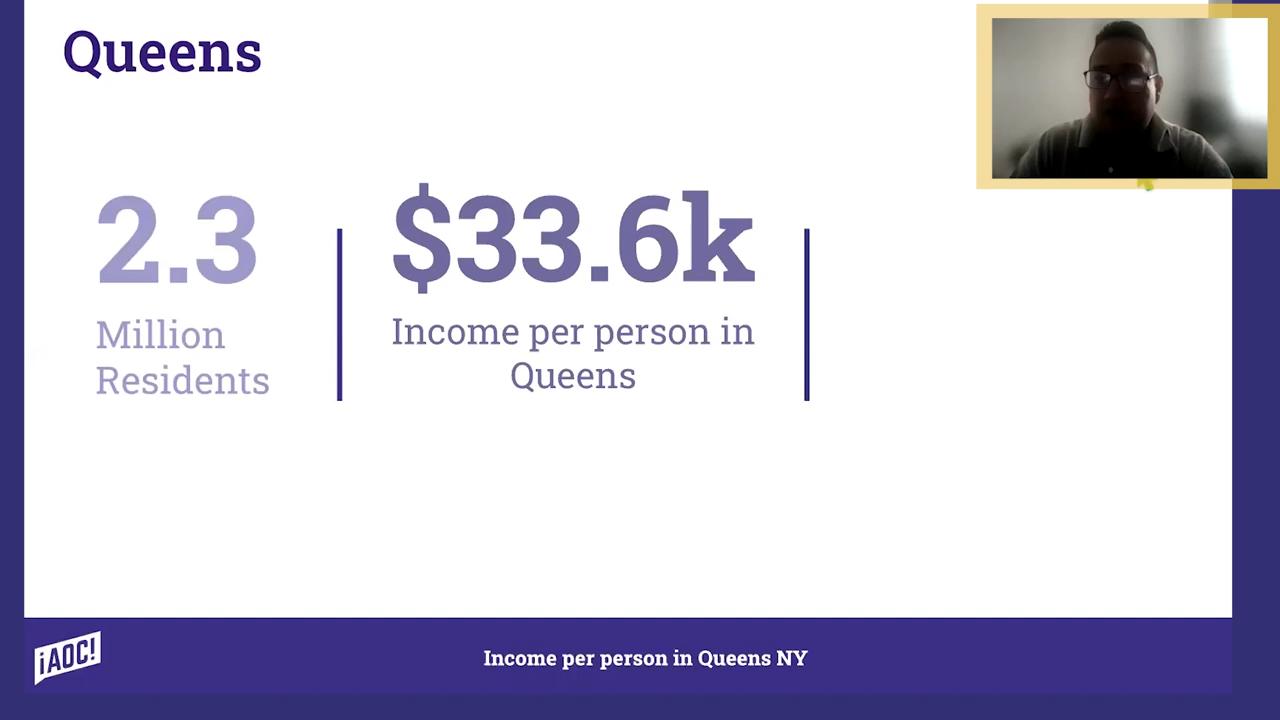 Queens
2.3
Million
Residents
$33.6k
Income per person in
Queens
¡AOC!
Income per person in Queens NY